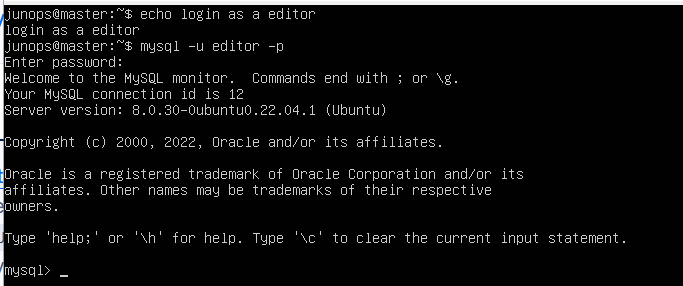 junops@master:~$ echo login as a editor
login as a editor
junops@master:~$ mysql -u editor -p
Enter password:
Welcome to the MySQL monitor.  Commands end with ; or \g.
Your MySQL connection id is 12
Server version: 8.0.30-0ubuntu0.22.04.1 (Ubuntu)
Copyright (c) 2000, 2022, Oracle and/or its affiliates.
Oracle is a registered trademark of Oracle Corporation and/or its
affiliates. Other names may be trademarks of their respective
owners.
Type 'help;' or '\h' for help. Type '\c' to clear the current input statement.
mysql> _